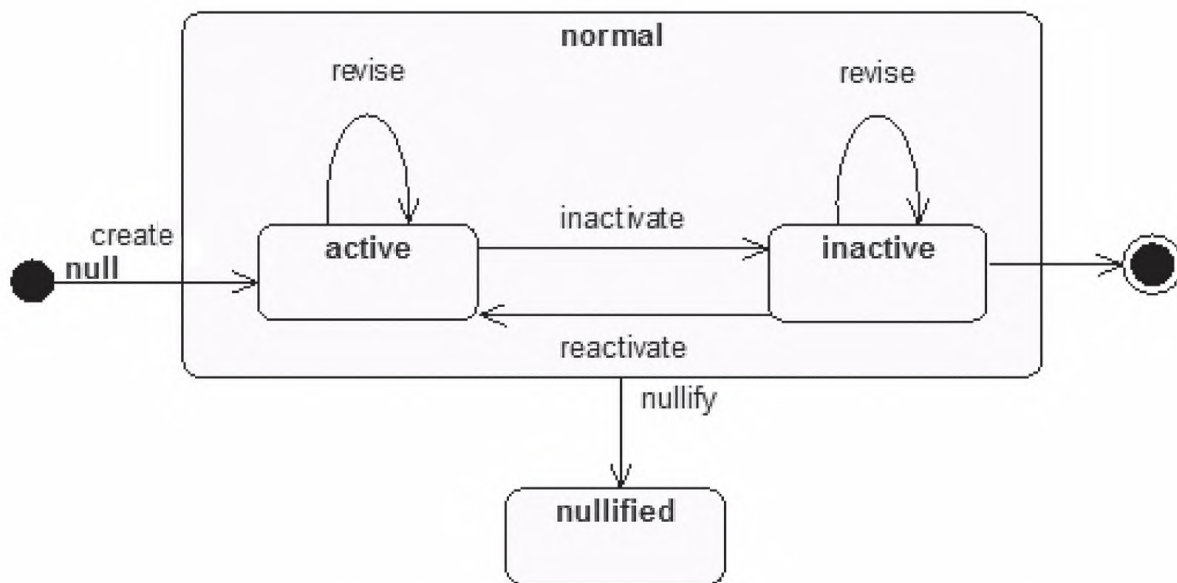 normal
revise
revise
create
null
active
inactivate
inactive
reactivate
nullify
nullified